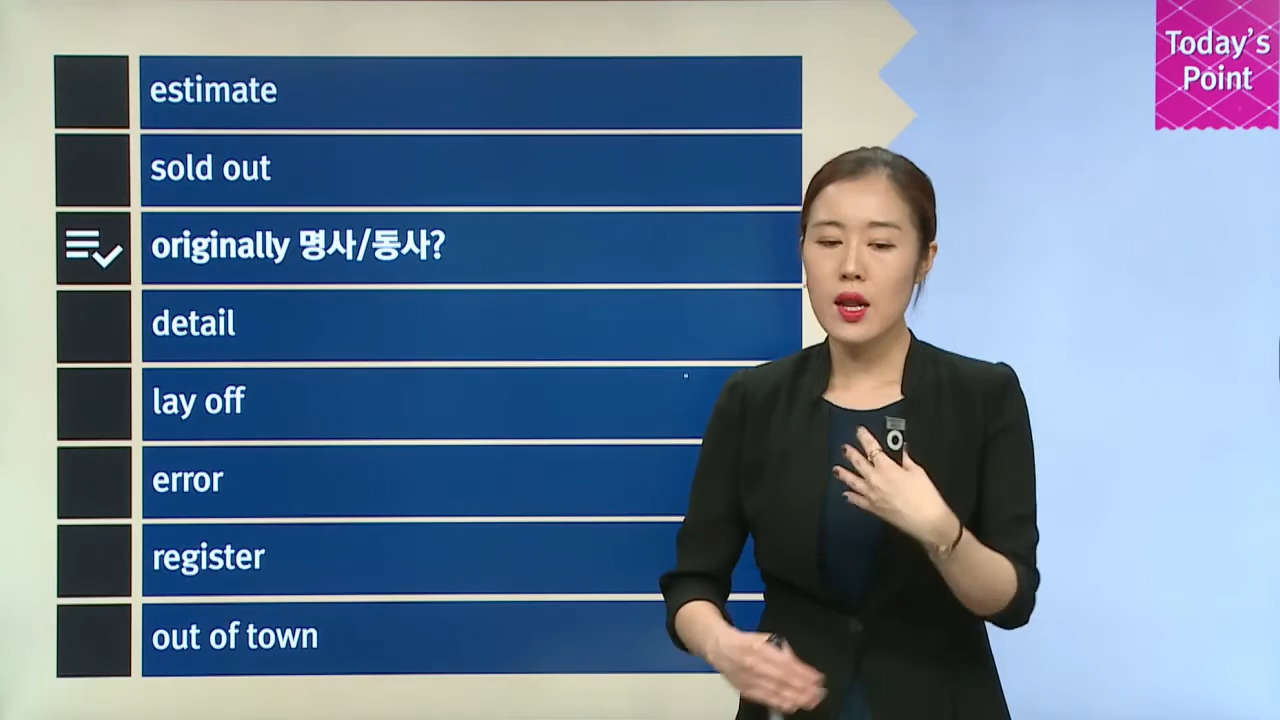 Today's
Point
estimate
sold out
originally 명사/동사?
detail
lay off
error
register
out of town